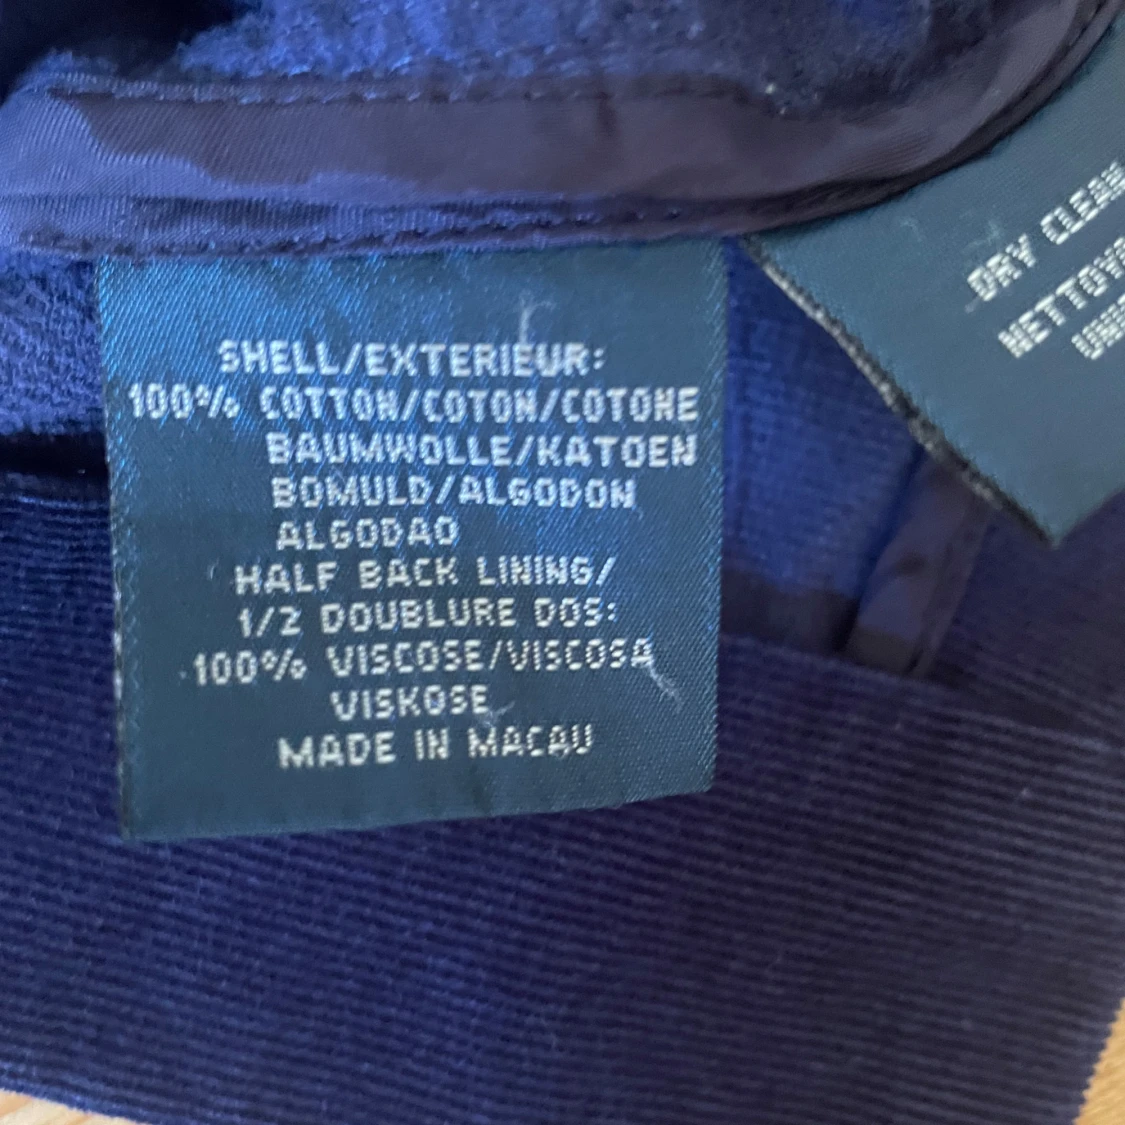 SHELL/EXTERIEUR:
100% COTTON/COTON/COTONE
BAUMWOLLE/KATOEN
BOMULD/ALGODON
ALGODAO
HALF BACK LINING/
1/2 DOUBLURE DOS:
100% VISCOSE/VISCOSA
VISKOSE
MADE IN MACAU
DRY CLEAN